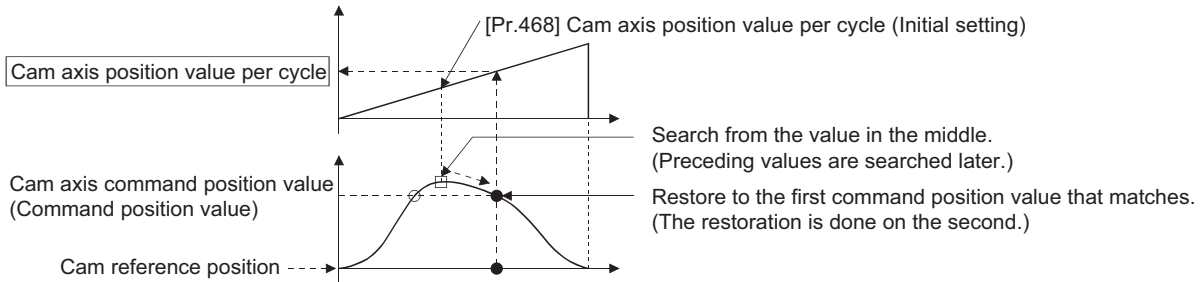 [Pr.468] Cam axis position value per cycle (Initial setting)
Cam axis position value per cycle
Search from the value in the middle.
(Preceding values are searched later.)
Cam axis command position value
(Command position value)
Restore to the first command position value that matches.
(The restoration is done on the second.)
Cam reference position